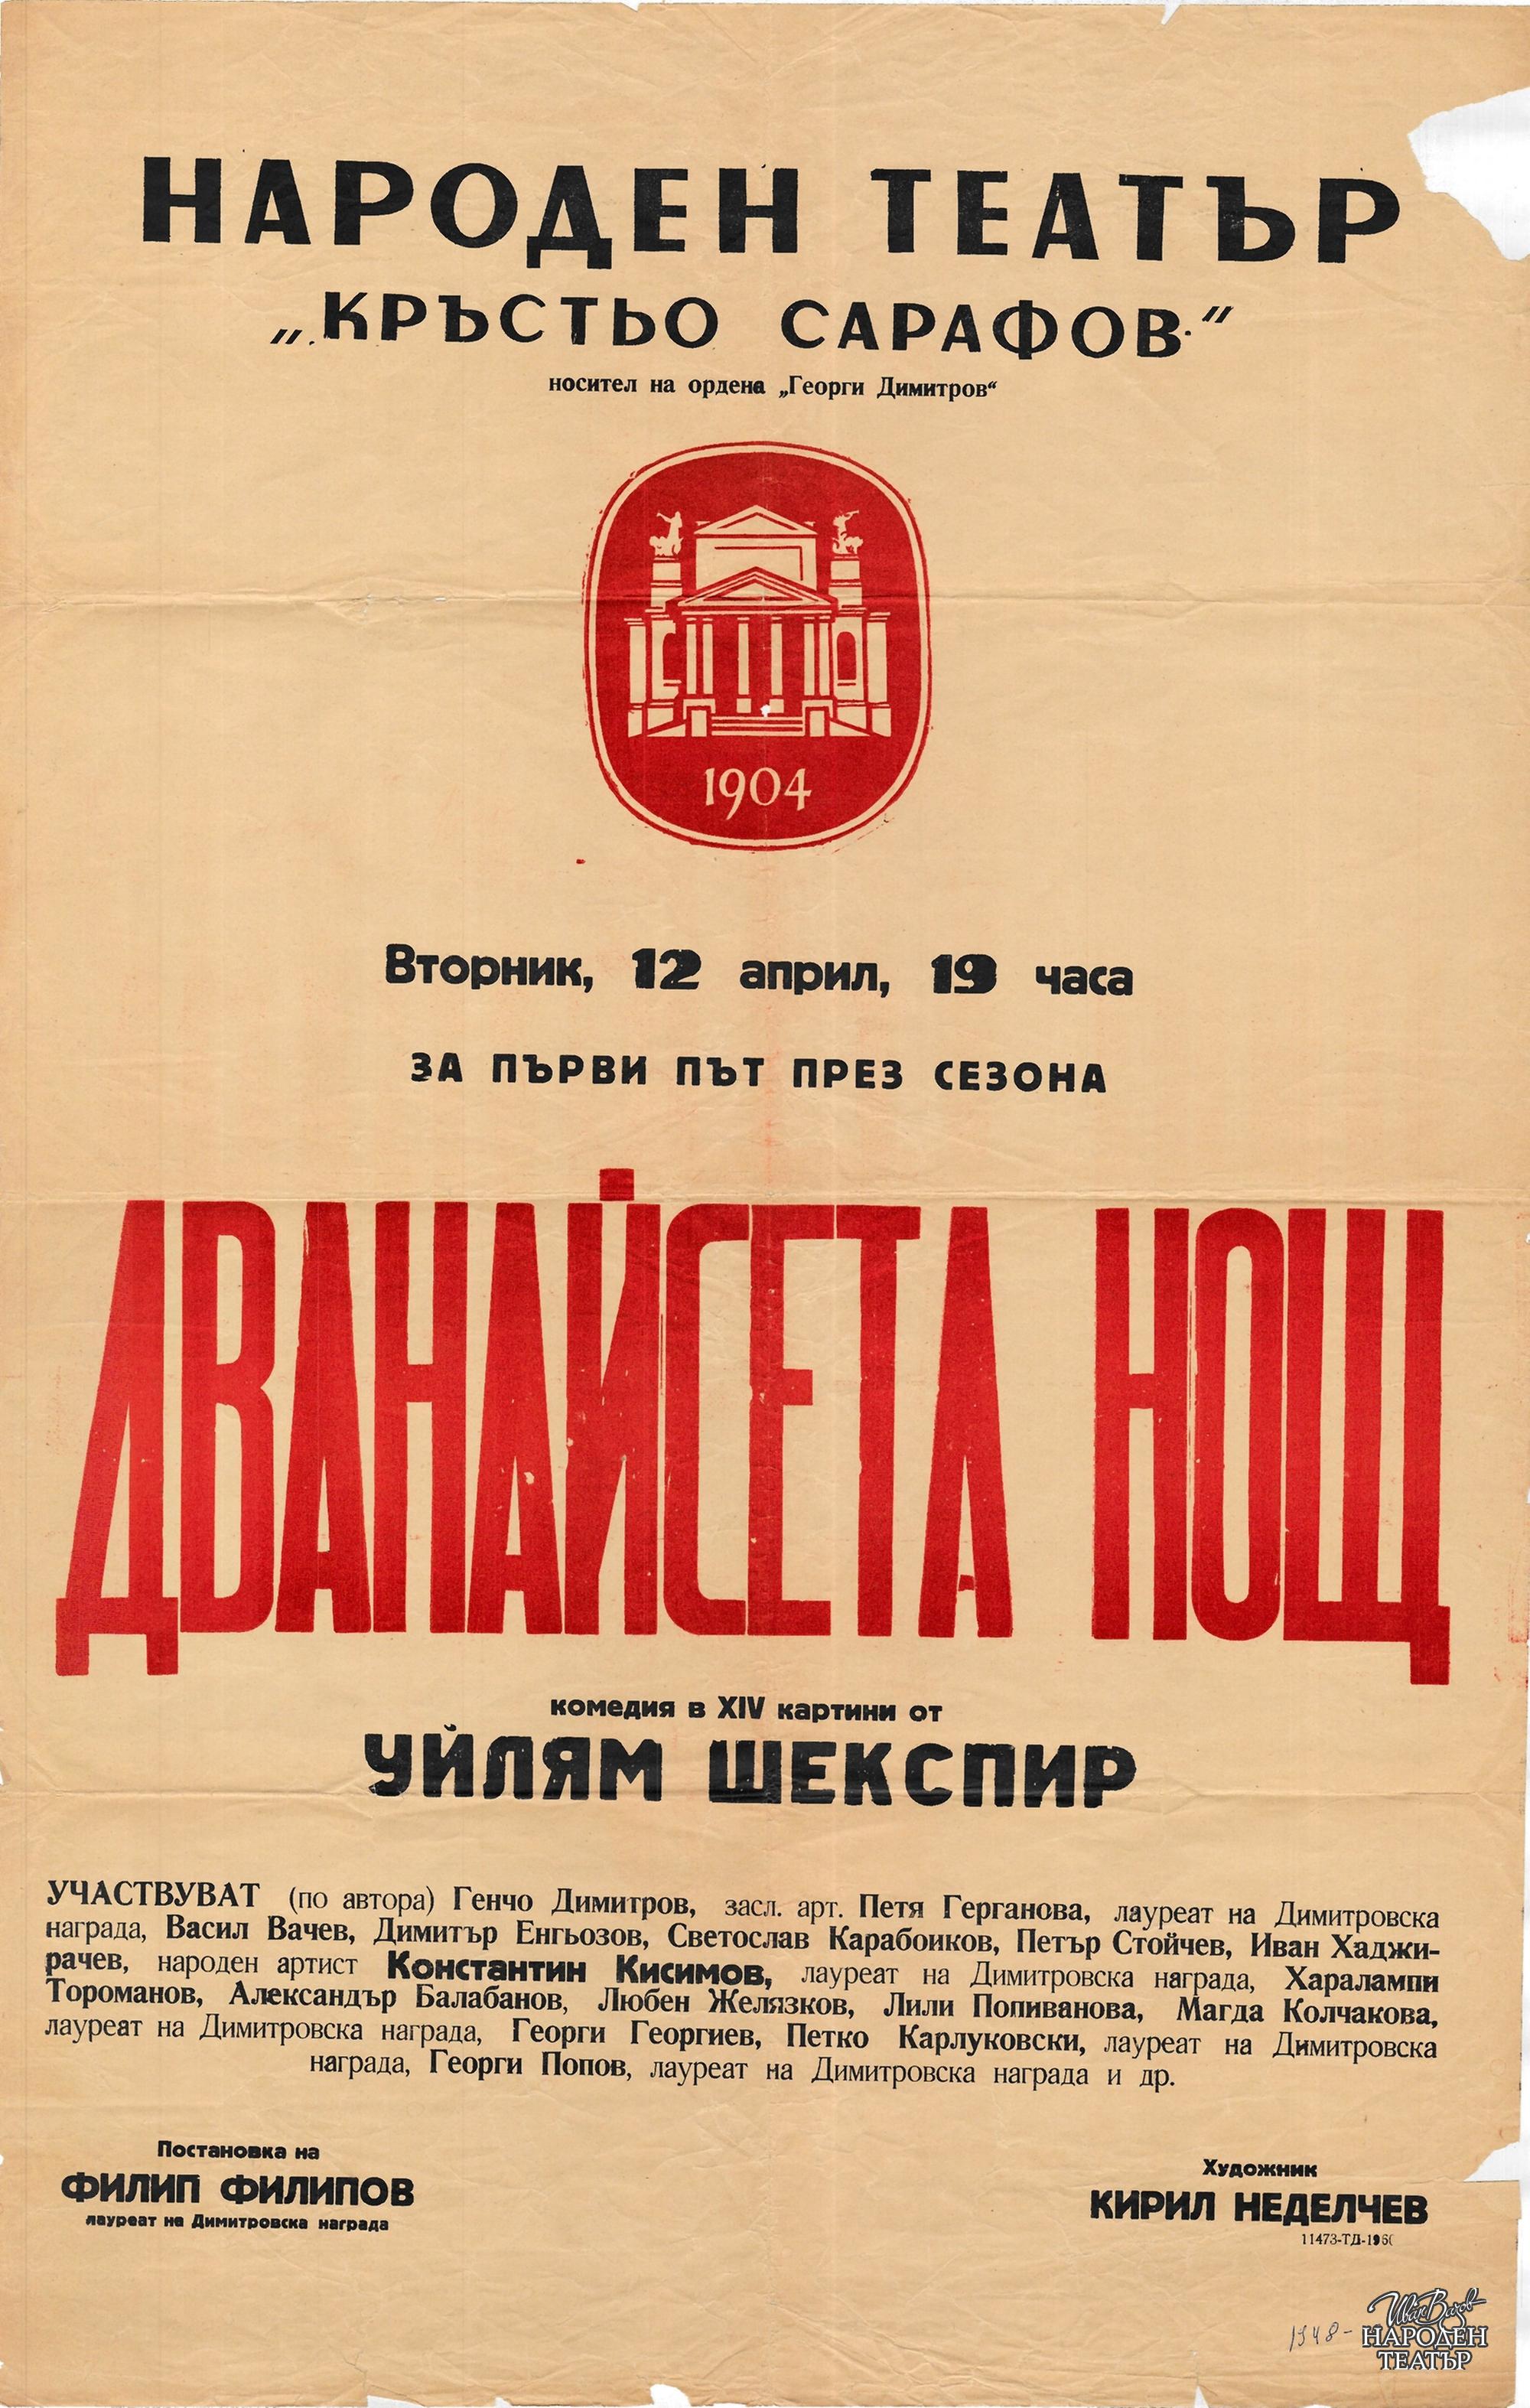 НАРОДЕН ТЕАТЪР
„КРЪСТЬО САРАФОВ“
носител на ордена „Георги Димитров“
1904
Вторник, 12 април, 19 часа
ЗА ПЪРВИ ПЪТ ПРЕЗ СЕЗОНА
ДВАНАЙСЕТА НОЩ
комедия в XIV картини от
УЙЛЯМ ШЕКСПИР
УЧАСТВУВАТ (по автора) Генчо Димитров, засл. арт. Петя Герганова, лауреат на Димитровска
награда, Васил Вачев, Димитър Енгьозов, Светослав Карабоиков, Петър Стойчев, Иван Хаджи-
рачев, народен артист Константин Кисимов, лауреат на Димитровска награда, Харалампи
Тороманов, Александър Балабанов, Любен Желязков, Лили Попиванова, Магда Колчакова,
лауреат на Димитровска награда, Георги Георгиев, Петко Карлуковски, лауреат на Димитровска
награда, Георги Попов, лауреат на Димитровска награда и др.
Постановка на
ФИЛИП ФИЛИПОВ
лауреат на Димитровска награда
Художник
КИРИЛ НЕДЕЛЧЕВ
11473-ТД-196
1948-
Иван Вазов
НАРОДЕН
ТЕАТЪР